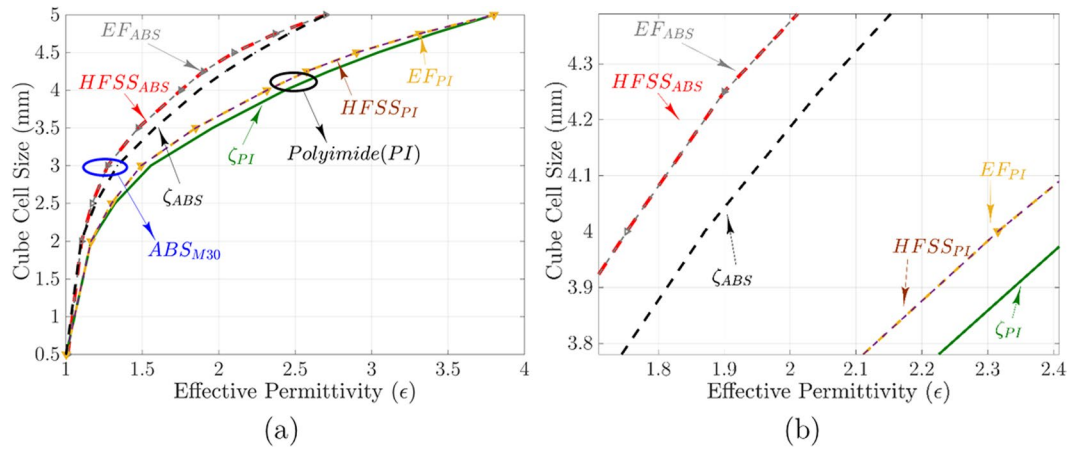 5
4.5
4
3.5
3
2.5
2
1.5
1
0.5
Cube Cell Size (mm)
EF_ABS
HFSS_ABS
EF_PI
HFSS_PI
Polyimide(PI)
ζ_PI
ζ_ABS
ABS_M30
1 1.5 2 2.5 3 3.5 4
Effective Permittivity (ϵ)
(a)
4.3
4.2
4.1
4
3.9
3.8
Cube Cell Size (mm)
EF_ABS
HFSS_ABS
EF_PI
HFSS_PI
ζ_ABS
ζ_PI
1.8 1.9 2 2.1 2.2 2.3 2.4
Effective Permittivity (ϵ)
(b)